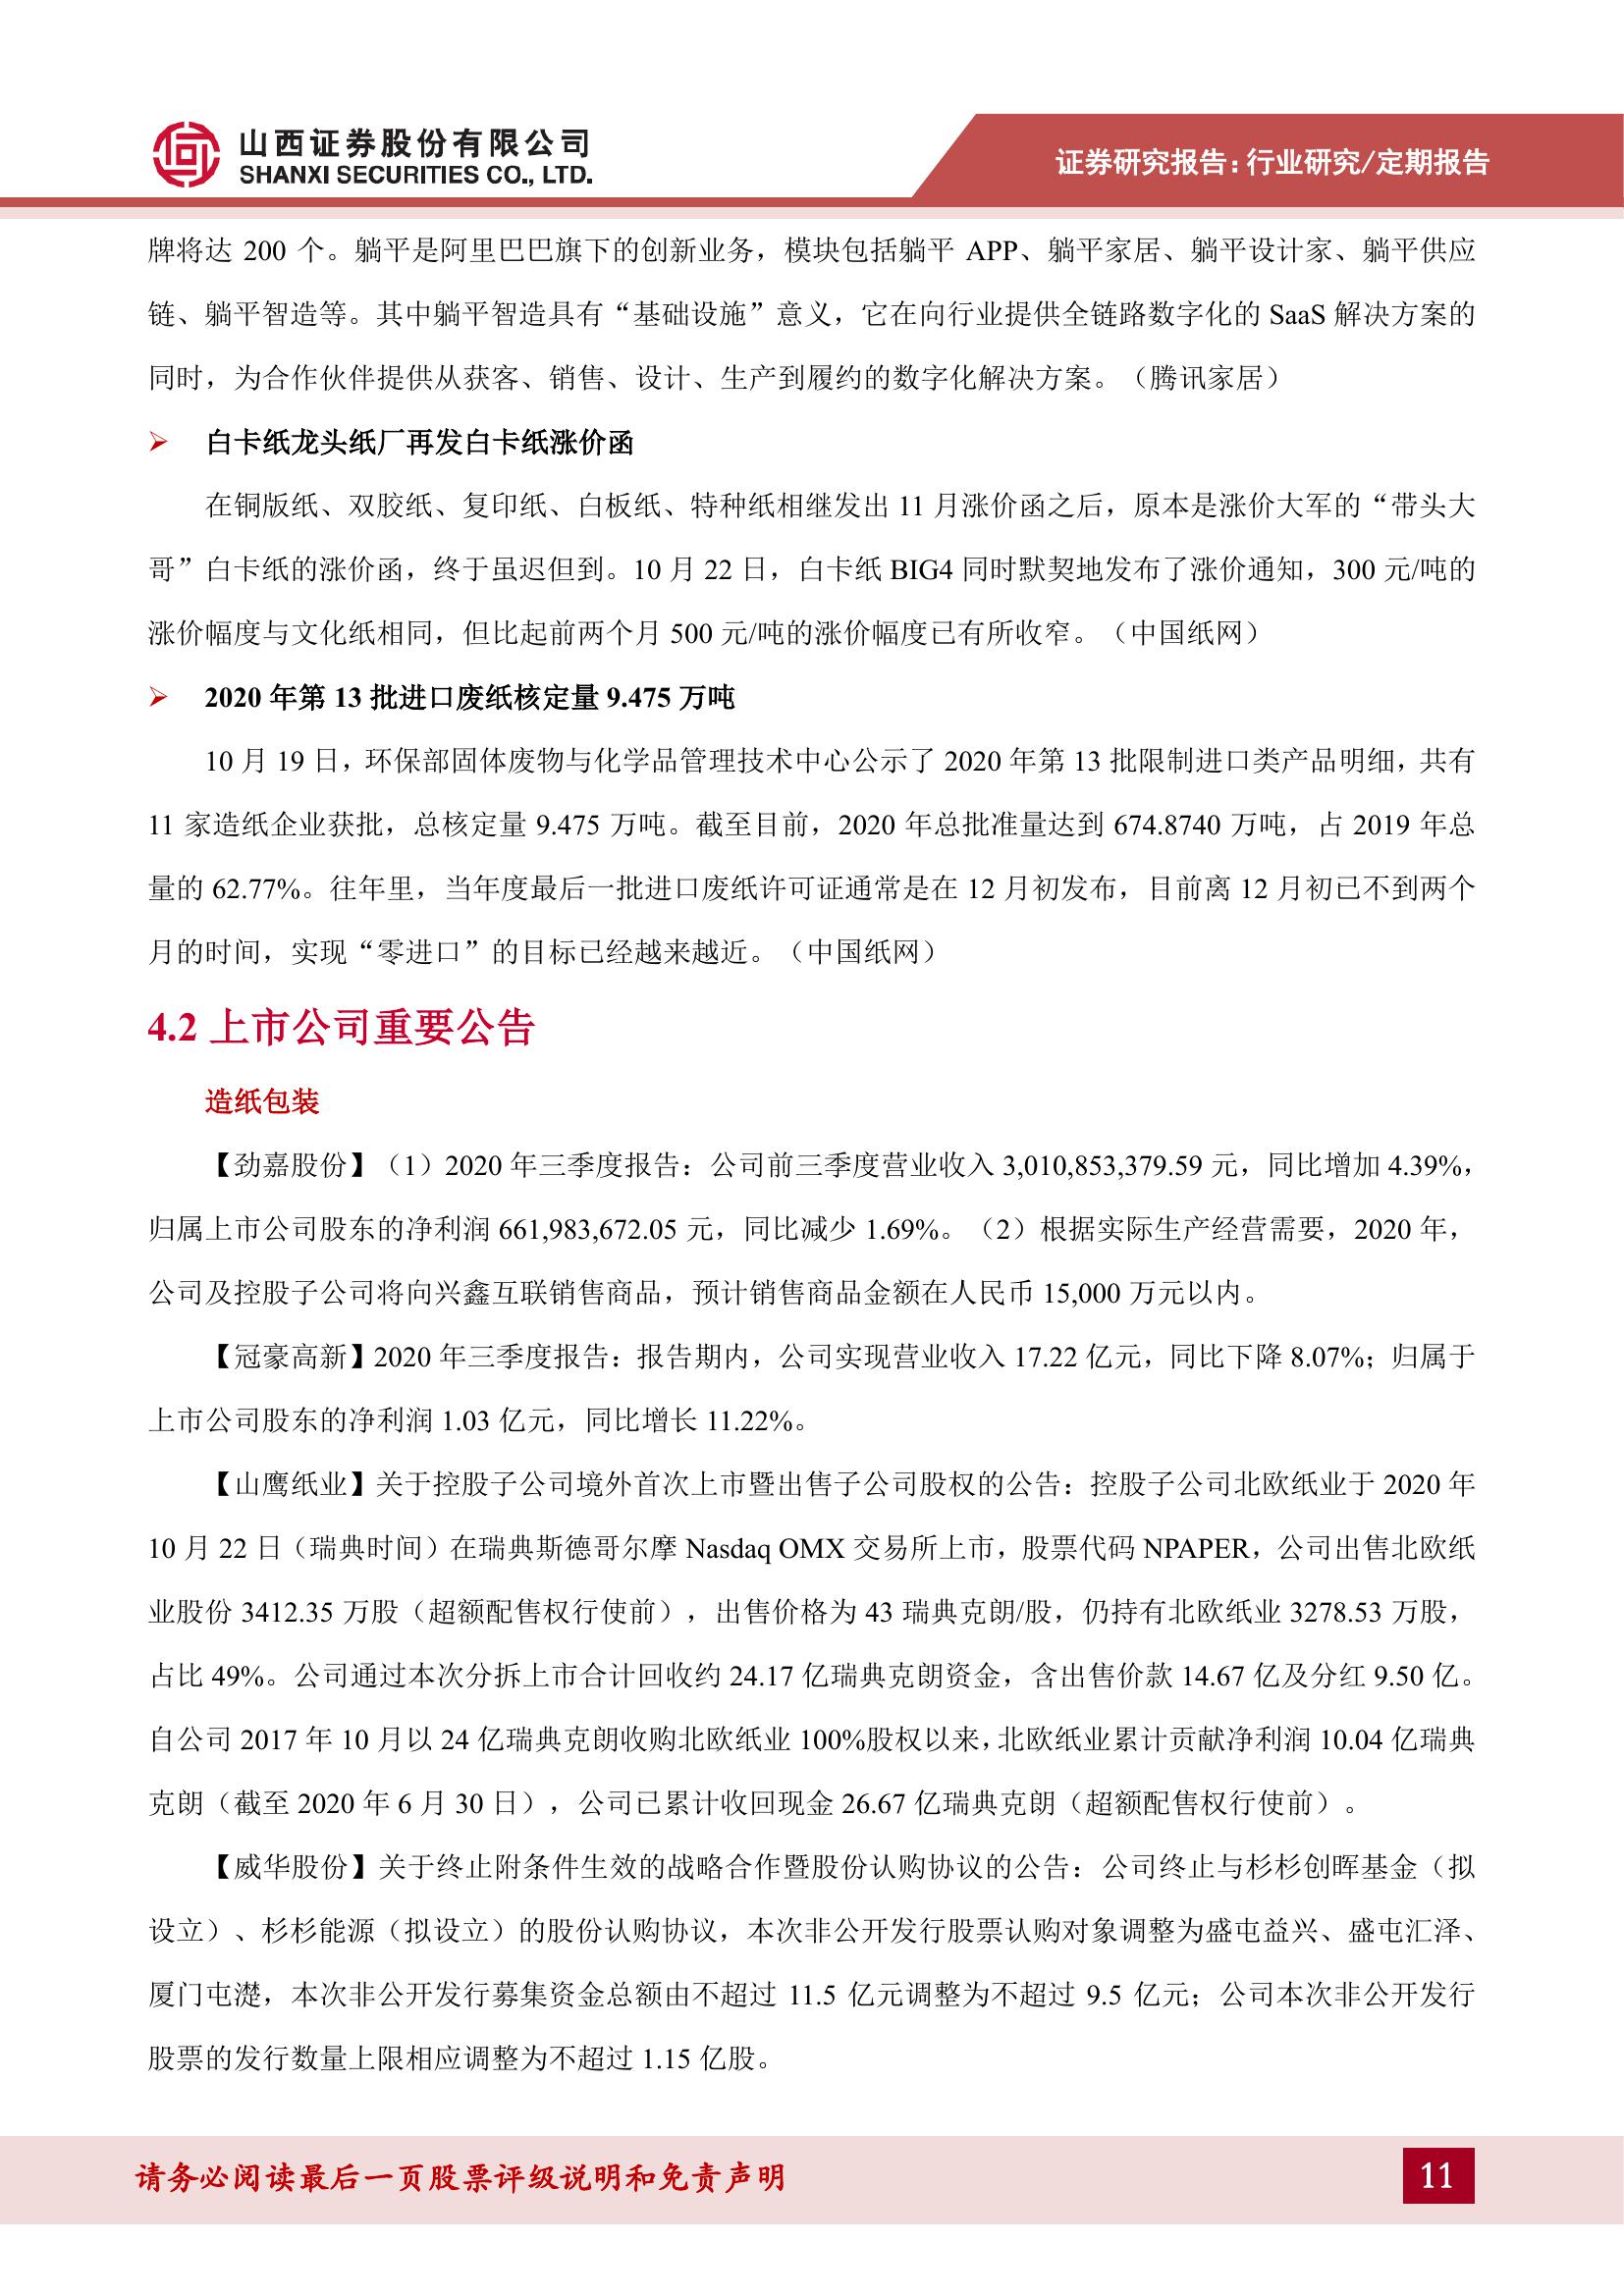 山西证券股份有限公司
SHANXI SECURITIES CO., LTD.
证券研究报告：行业研究/定期报告
牌将达 200 个。躺平是阿里巴巴旗下的创新业务，模块包括躺平 APP、躺平家居、躺平设计家、躺平供应
链、躺平智造等。其中躺平智造具有“基础设施”意义，它在向行业提供全链路数字化的 SaaS 解决方案的
同时，为合作伙伴提供从获客、销售、设计、生产到履约的数字化解决方案。（腾讯家居）
➢ 白卡纸龙头纸厂再发白卡纸涨价函
在铜版纸、双胶纸、复印纸、白板纸、特种纸相继发出 11 月涨价函之后，原本是涨价大军的“带头大
哥”白卡纸的涨价函，终于虽迟但到。10 月 22 日，白卡纸 BIG4 同时默契地发布了涨价通知，300 元/吨的
涨价幅度与文化纸相同，但比起前两个月 500 元/吨的涨价幅度已有所收窄。（中国纸网）
➢ 2020 年第 13 批进口废纸核定量 9.475 万吨
10 月 19 日，环保部固体废物与化学品管理技术中心公示了 2020 年第 13 批限制进口类产品明细，共有
11 家造纸企业获批，总核定量 9.475 万吨。截至目前，2020 年总批准量达到 674.8740 万吨，占 2019 年总
量的 62.77%。往年里，当年度最后一批进口废纸许可证通常是在 12 月初发布，目前离 12 月初已不到两个
月的时间，实现“零进口”的目标已经越来越近。（中国纸网）
4.2 上市公司重要公告
造纸包装
【劲嘉股份】（1）2020 年三季度报告：公司前三季度营业收入 3,010,853,379.59 元，同比增加 4.39%，
归属上市公司股东的净利润 661,983,672.05 元，同比减少 1.69%。（2）根据实际生产经营需要，2020 年，
公司及控股子公司将向兴鑫互联销售商品，预计销售商品金额在人民币 15,000 万元以内。
【冠豪高新】2020 年三季度报告：报告期内，公司实现营业收入 17.22 亿元，同比下降 8.07%；归属于
上市公司股东的净利润 1.03 亿元，同比增长 11.22%。
【山鹰纸业】关于控股子公司境外首次上市暨出售子公司股权的公告：控股子公司北欧纸业于 2020 年
10 月 22 日（瑞典时间）在瑞典斯德哥尔摩 Nasdaq OMX 交易所上市，股票代码 NPAPER，公司出售北欧纸
业股份 3412.35 万股（超额配售权行使前），出售价格为 43 瑞典克朗/股，仍持有北欧纸业 3278.53 万股，
占比 49%。公司通过本次分拆上市合计回收约 24.17 亿瑞典克朗资金，含出售价款 14.67 亿及分红 9.50 亿。
自公司 2017 年 10 月以 24 亿瑞典克朗收购北欧纸业 100%股权以来，北欧纸业累计贡献净利润 10.04 亿瑞典
克朗（截至 2020 年 6 月 30 日），公司已累计收回现金 26.67 亿瑞典克朗（超额配售权行使前）。
【威华股份】关于终止附条件生效的战略合作暨股份认购协议的公告：公司终止与杉杉创晖基金（拟
设立）、杉杉能源（拟设立）的股份认购协议，本次非公开发行股票认购对象调整为盛屯益兴、盛屯汇泽、
厦门屯濋，本次非公开发行募集资金总额由不超过 11.5 亿元调整为不超过 9.5 亿元；公司本次非公开发行
股票的发行数量上限相应调整为不超过 1.15 亿股。
请务必阅读最后一页股票评级说明和免责声明
11